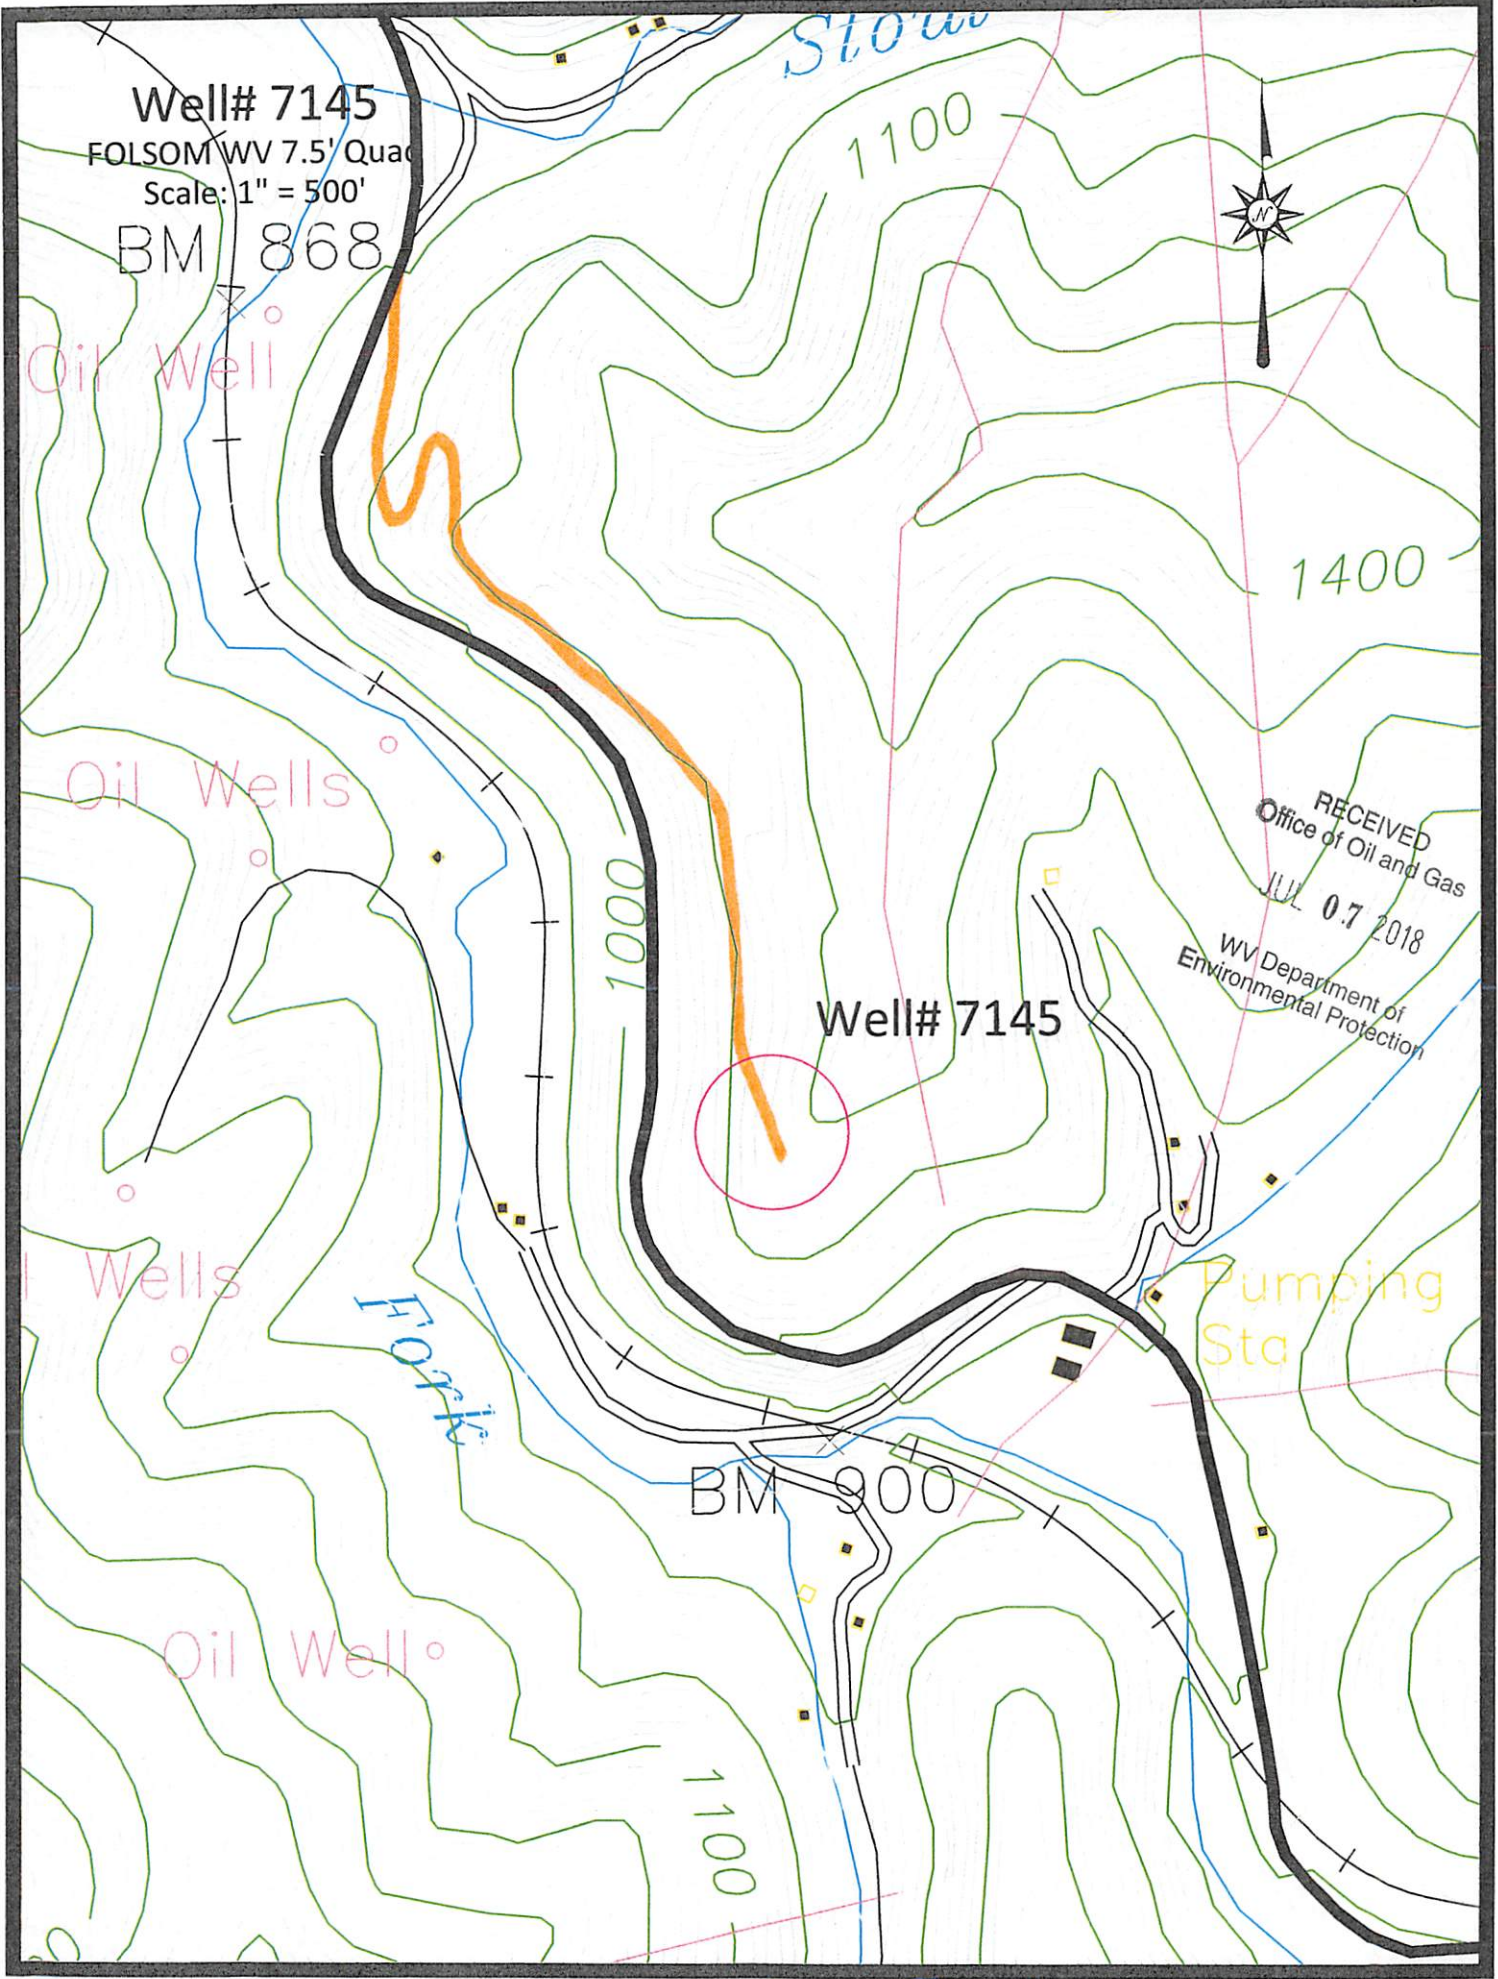 Well# 7145
FOLSOM WV 7.5' Quad
Scale: 1" = 500'
BM 868
1100
N
Oil Well
1400
Oil Wells
RECEIVED
Office of Oil and Gas
JUL 07 2018
WV Department of
Environmental Protection
1000
Well# 7145
l Wells
Fork
Pumping
Sta
BM 900
Oil Well
1100